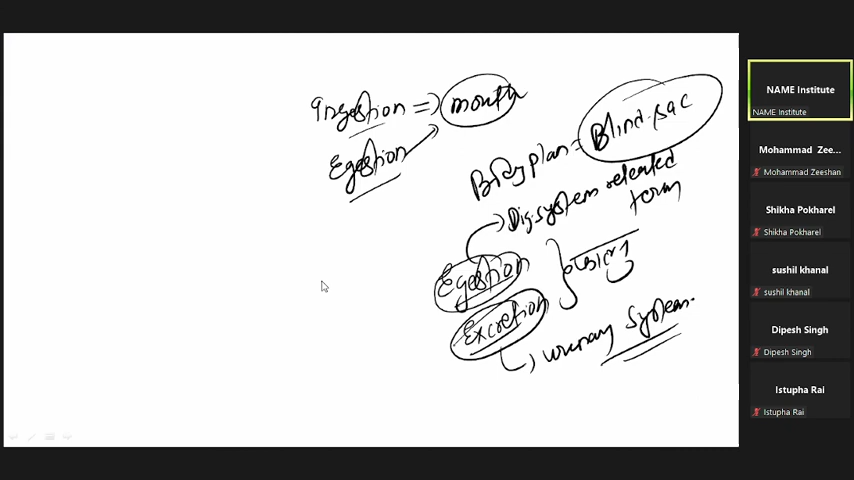 Ingestion => mouth
Egestion
Body plan = Blind-sac
Dig. system related
term
Egestion
Excretion
urinary system.
NAME Institute
NAME Institute
Mohammad Zee...
Mohammad Zeeshan
Shikha Pokharel
Shikha Pokharel
sushil khanal
sushil khanal
Dipesh Singh
Dipesh Singh
Istupha Rai
Istupha Rai